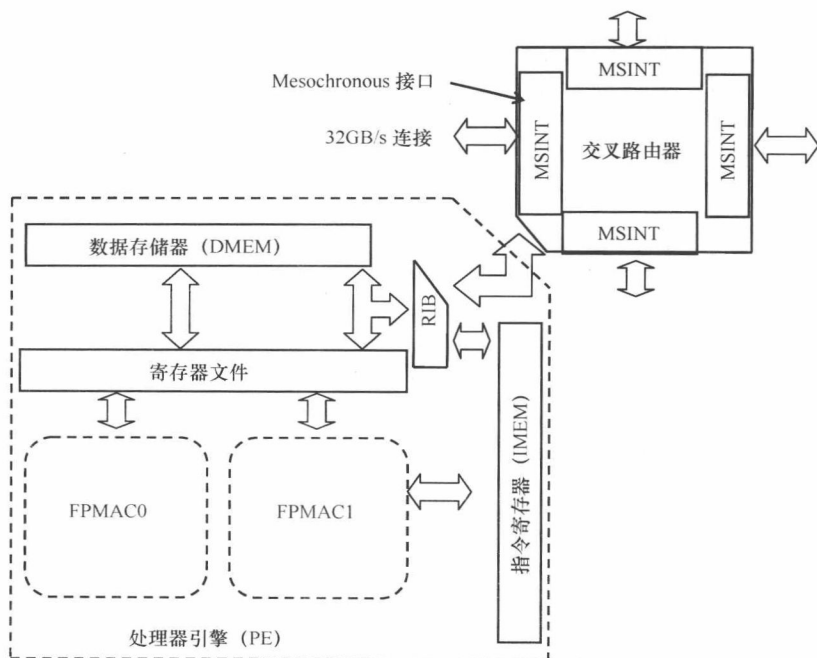 MSINT
Mesochronous 接口
MSINT
MSINT
32GB/s 连接
交叉路由器
MSINT
数据存储器 (DMEM)
RIB
寄存器文件
指令寄存器 (IMEM)
FPMAC0
FPMAC1
处理器引擎 (PE)